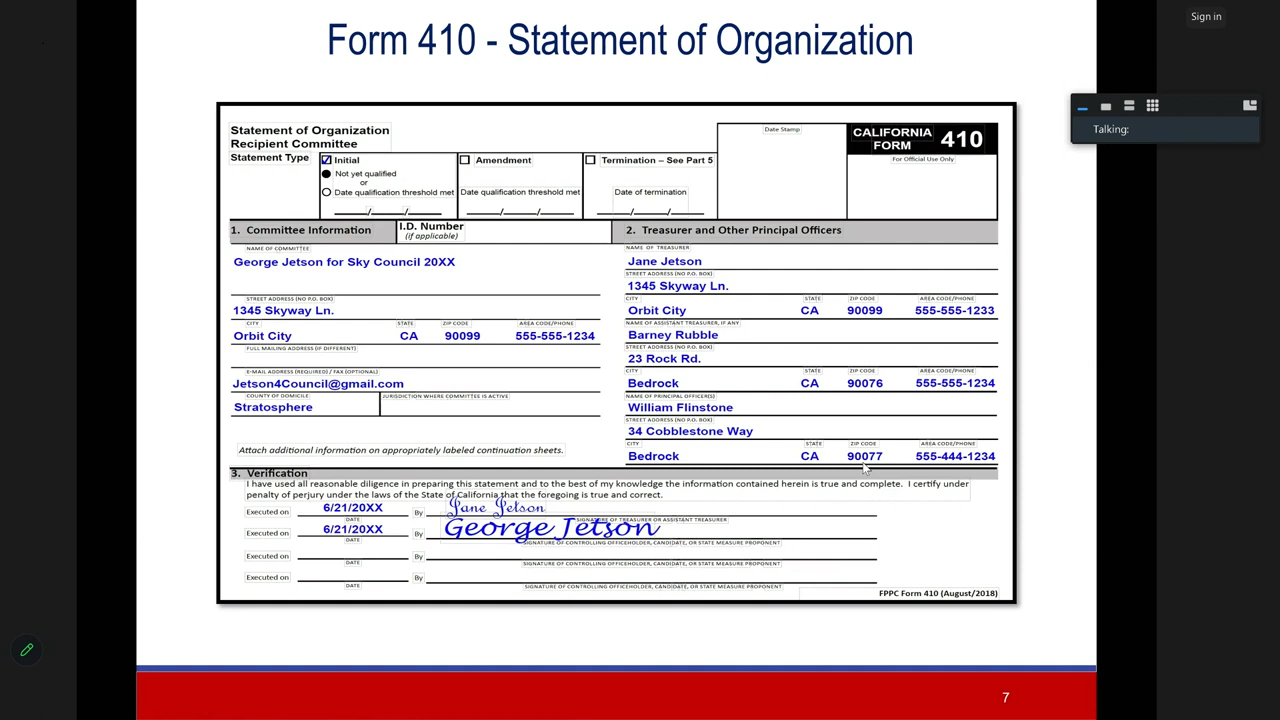 Form 410 - Statement of Organization
Sign in
Talking:
Statement of Organization
Recipient Committee
Statement Type
Initial
Not yet qualified
or
Date qualification threshold met
/ /
Amendment
Date qualification threshold met
/ /
Termination – See Part 5
Date of termination
/ /
Date Stamp
CALIFORNIA
FORM 410
For Official Use Only
1. Committee Information
I.D. Number
(if applicable)
NAME OF COMMITTEE
George Jetson for Sky Council 20XX
STREET ADDRESS (NO P.O. BOX)
1345 Skyway Ln.
CITY STATE ZIP CODE AREA CODE/PHONE
Orbit City CA 90099 555-555-1234
FULL MAILING ADDRESS (IF DIFFERENT)
E-MAIL ADDRESS (REQUIRED) / FAX (OPTIONAL)
Jetson4Council@gmail.com
COUNTY OF DOMICILE JURISDICTION WHERE COMMITTEE IS ACTIVE
Stratosphere
Attach additional information on appropriately labeled continuation sheets.
2. Treasurer and Other Principal Officers
NAME OF TREASURER
Jane Jetson
STREET ADDRESS (NO P.O. BOX)
1345 Skyway Ln.
CITY STATE ZIP CODE AREA CODE/PHONE
Orbit City CA 90099 555-555-1233
NAME OF ASSISTANT TREASURER, IF ANY
Barney Rubble
STREET ADDRESS (NO P.O. BOX)
23 Rock Rd.
CITY STATE ZIP CODE AREA CODE/PHONE
Bedrock CA 90076 555-555-1234
NAME OF PRINCIPAL OFFICER(S)
William Flinstone
STREET ADDRESS (NO P.O. BOX)
34 Cobblestone Way
CITY STATE ZIP CODE AREA CODE/PHONE
Bedrock CA 90077 555-444-1234
3. Verification
I have used all reasonable diligence in preparing this statement and to the best of my knowledge the information contained herein is true and complete. I certify under
penalty of perjury under the laws of the State of California that the foregoing is true and correct.
Executed on 6/21/20XX By Jane Jetson
DATE SIGNATURE OF TREASURER OR ASSISTANT TREASURER
Executed on 6/21/20XX By George Jetson
DATE SIGNATURE OF CONTROLLING OFFICEHOLDER, CANDIDATE, OR STATE MEASURE PROPONENT
Executed on By
DATE SIGNATURE OF CONTROLLING OFFICEHOLDER, CANDIDATE, OR STATE MEASURE PROPONENT
Executed on By
DATE SIGNATURE OF CONTROLLING OFFICEHOLDER, CANDIDATE, OR STATE MEASURE PROPONENT
FPPC Form 410 (August/2018)
7